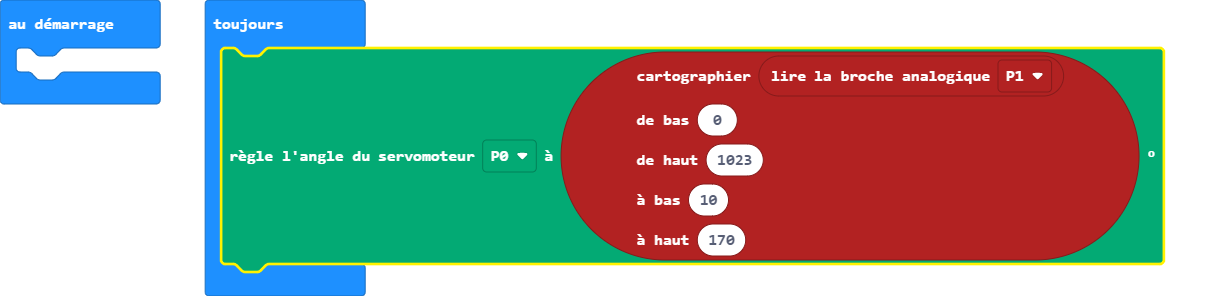 au démarrage
toujours
cartographier lire la broche analogique P1
de bas 0
de haut 1023
règle l'angle du servomoteur P0 à °
à bas 10
à haut 170